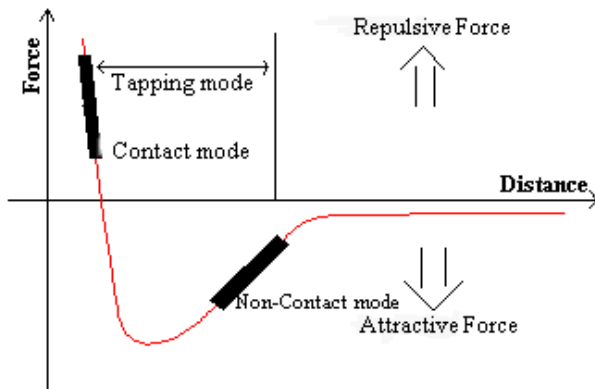 Repulsive Force
Force
Tapping mode
Contact mode
Distance
Non-Contact mode
Attractive Force